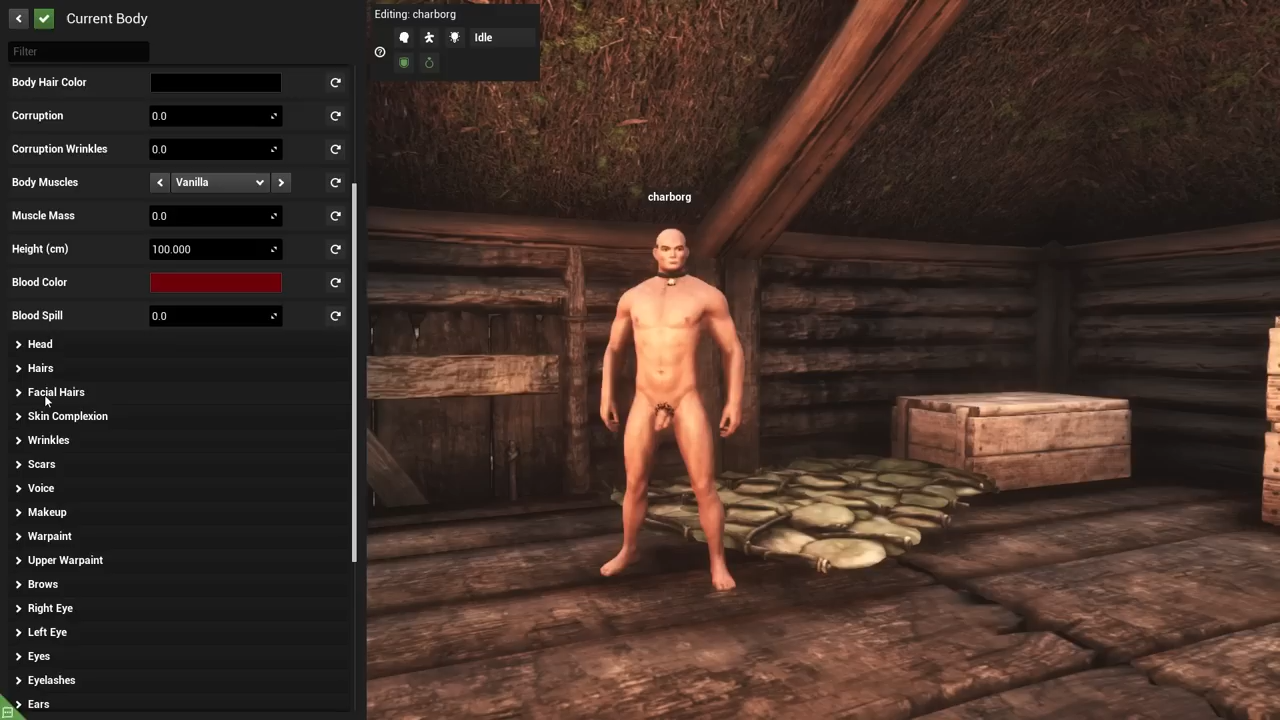 Current Body
Editing: charborg
Idle
Filter
Body Hair Color
Corruption 0.0
Corruption Wrinkles 0.0
Body Muscles Vanilla
Muscle Mass 0.0
Height (cm) 100.000
Blood Color
Blood Spill 0.0
Head
Hairs
Facial Hairs
Skin Complexion
Wrinkles
Scars
Voice
Makeup
Warpaint
Upper Warpaint
Brows
Right Eye
Left Eye
Eyes
Eyelashes
Ears
charborg